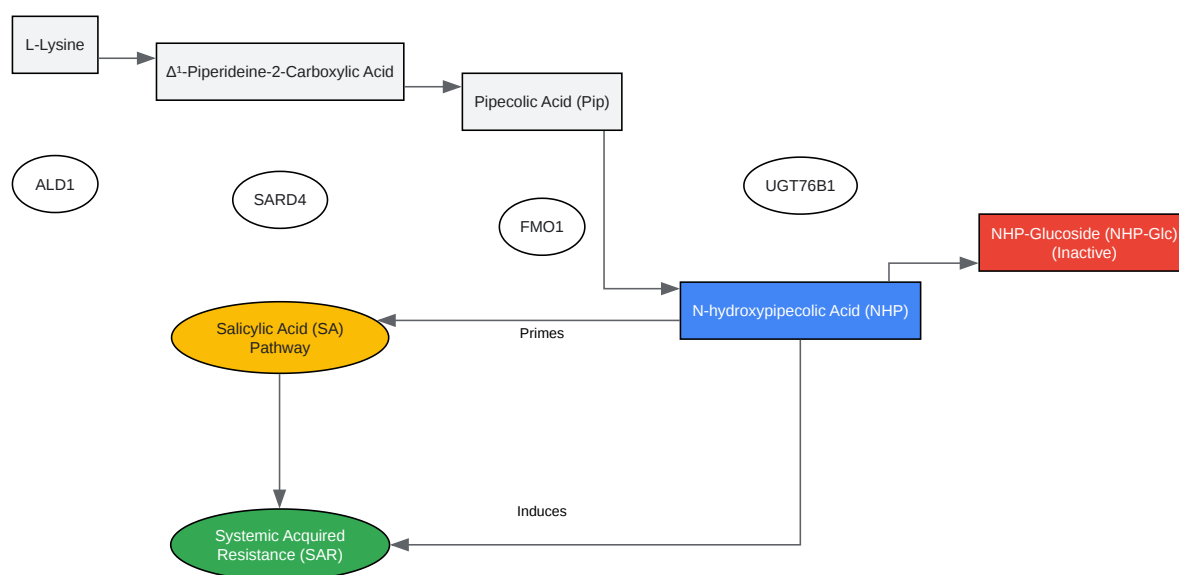 L-Lysine
Δ¹-Piperideine-2-Carboxylic Acid
Pipecolic Acid (Pip)
ALD1
SARD4
FMO1
UGT76B1
NHP-Glucoside (NHP-Glc)
(Inactive)
N-hydroxypipecolic Acid (NHP)
Salicylic Acid (SA)
Pathway
Primes
Induces
Systemic Acquired
Resistance (SAR)